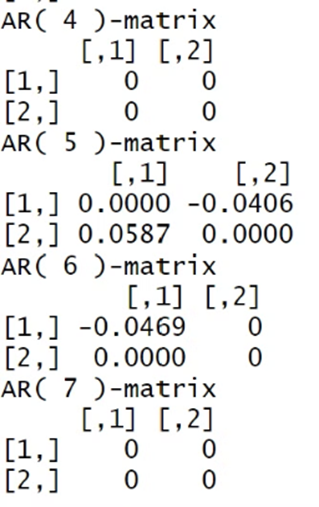 AR( 4 )-matrix
     [,1] [,2]
[1,]    0    0
[2,]    0    0
AR( 5 )-matrix
       [,1]    [,2]
[1,] 0.0000 -0.0406
[2,] 0.0587  0.0000
AR( 6 )-matrix
        [,1] [,2]
[1,] -0.0469    0
[2,]  0.0000    0
AR( 7 )-matrix
     [,1] [,2]
[1,]    0    0
[2,]    0    0